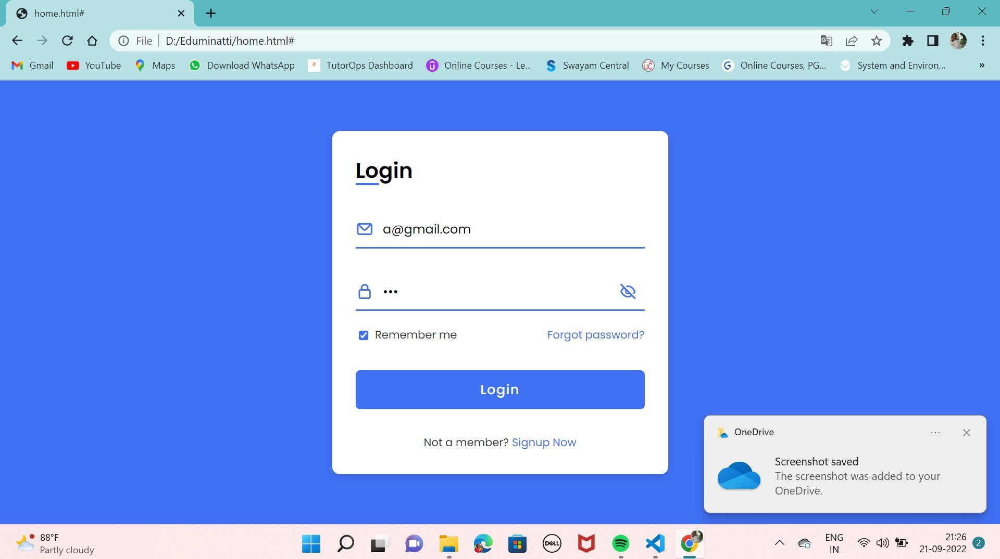 home.html#
File D:/Eduminatti/home.html#
Gmail YouTube Maps Download WhatsApp TutorOps Dashboard Online Courses - Le... Swayam Central My Courses Online Courses, PG... System and Environ... »
Login
a@gmail.com
•••
Remember me Forgot password?
Login
Not a member? Signup Now
OneDrive
Screenshot saved
The screenshot was added to your
OneDrive.
88°F
Partly cloudy
DELL
ENG
IN
21:26
21-09-2022
2